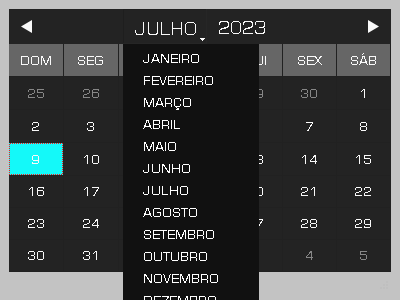 JULHO 2023
DOM SEG UI SEX SÁB
JANEIRO
FEVEREIRO
MARÇO
ABRIL
MAIO
JUNHO
JULHO
AGOSTO
SETEMBRO
OUTUBRO
NOVEMBRO
DEZEMBRO
25 26 30 1
2 3 7 8
9 10 14 15
16 17 21 22
23 24 28 29
30 31 4 5